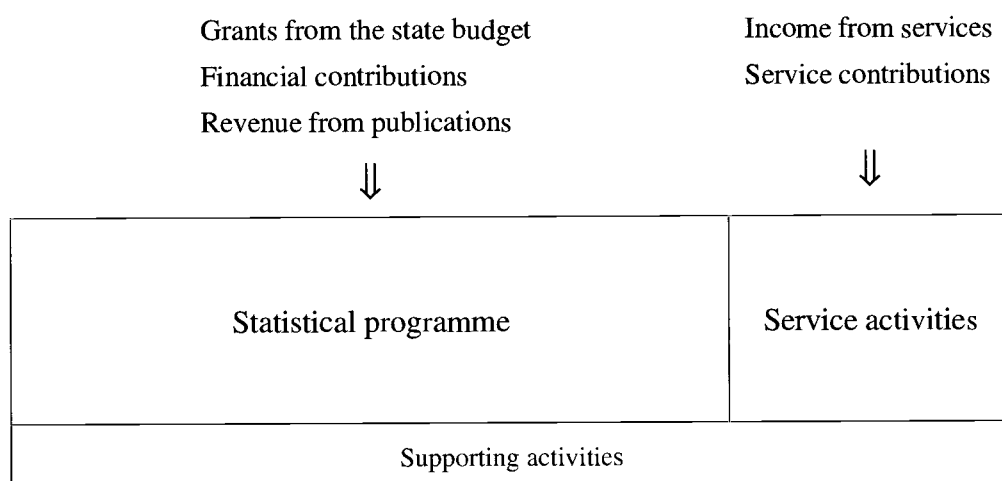 Grants from the state budget
Financial contributions
Revenue from publications
Income from services
Service contributions
Statistical programme
Service activities
Supporting activities